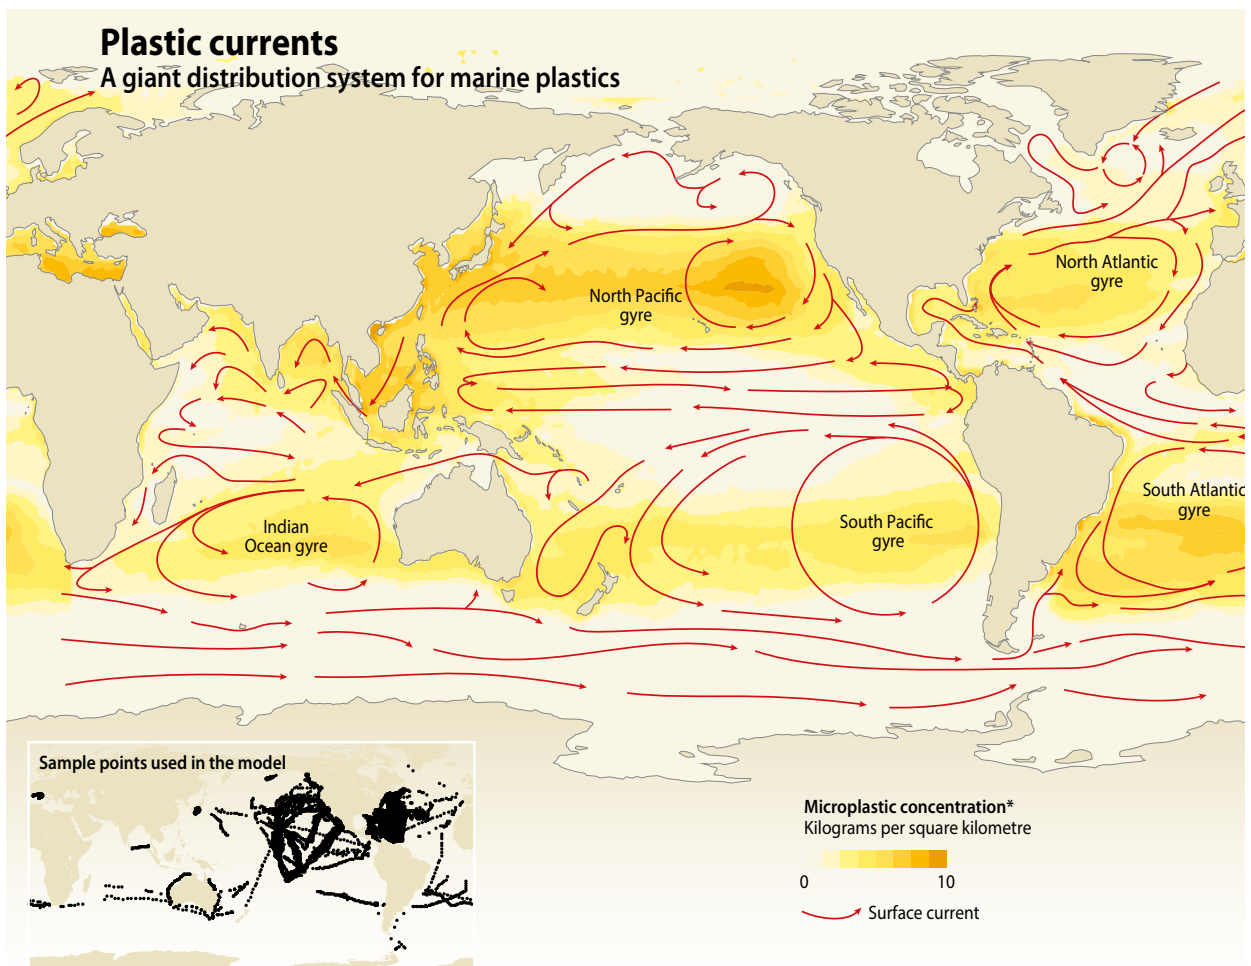 Plastic currents
A giant distribution system for marine plastics
North Pacific
gyre
North Atlantic
gyre
Indian
Ocean gyre
South Pacific
gyre
South Atlantic
gyre
Sample points used in the model
Microplastic concentration*
Kilograms per square kilometre
0 10
Surface current